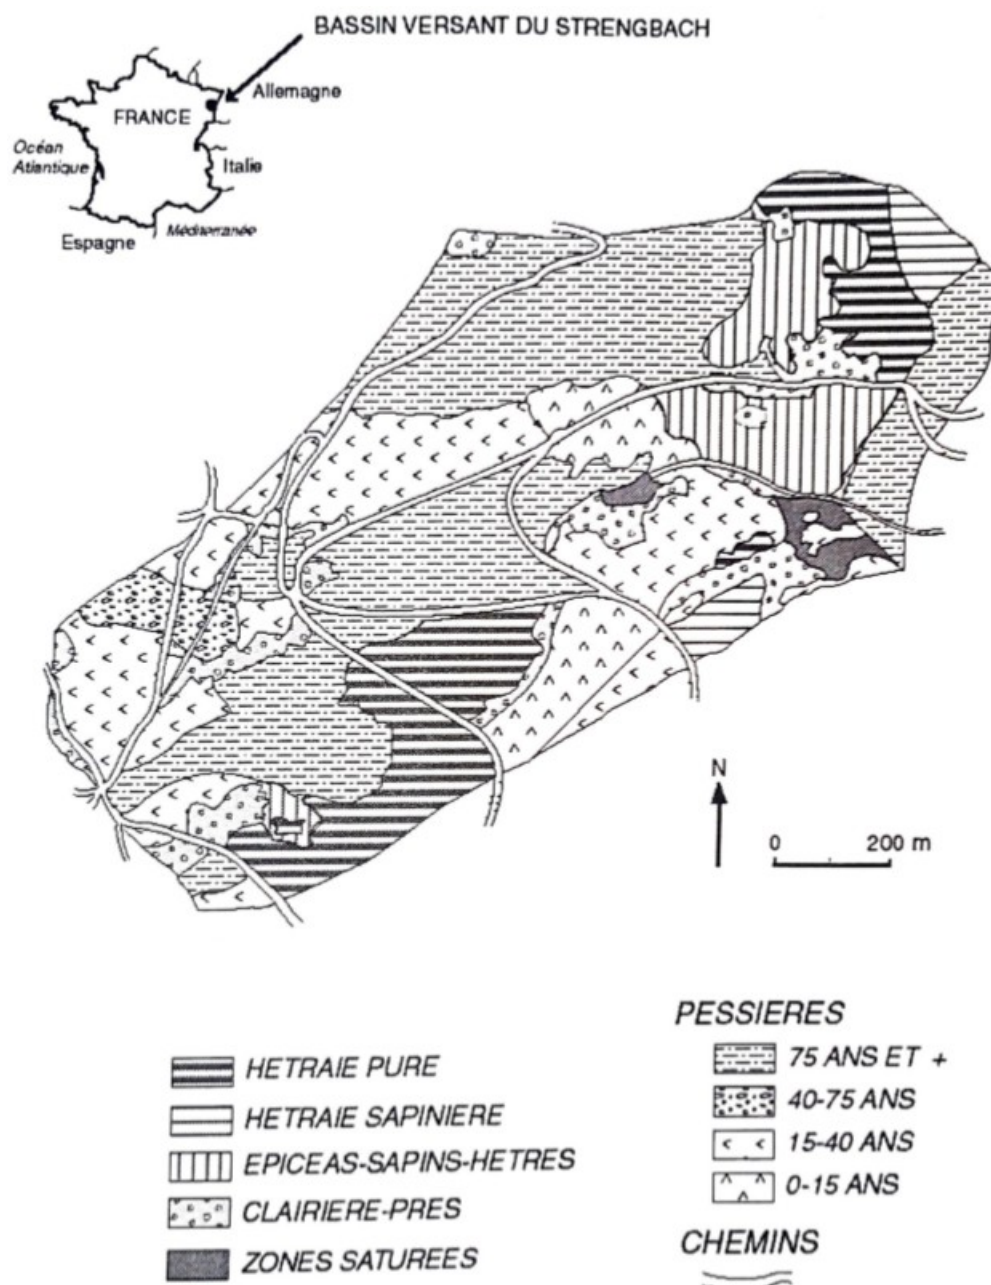 BASSIN VERSANT DU STRENGBACH
Allemagne
FRANCE
Océan
Atlantique
Italie
Espagne
Méditerranée
N
0 200 m
HETRAIE PURE
HETRAIE SAPINIERE
EPICEAS-SAPINS-HETRES
CLAIRIERE-PRES
ZONES SATUREES
PESSIERES
75 ANS ET +
40-75 ANS
15-40 ANS
0-15 ANS
CHEMINS